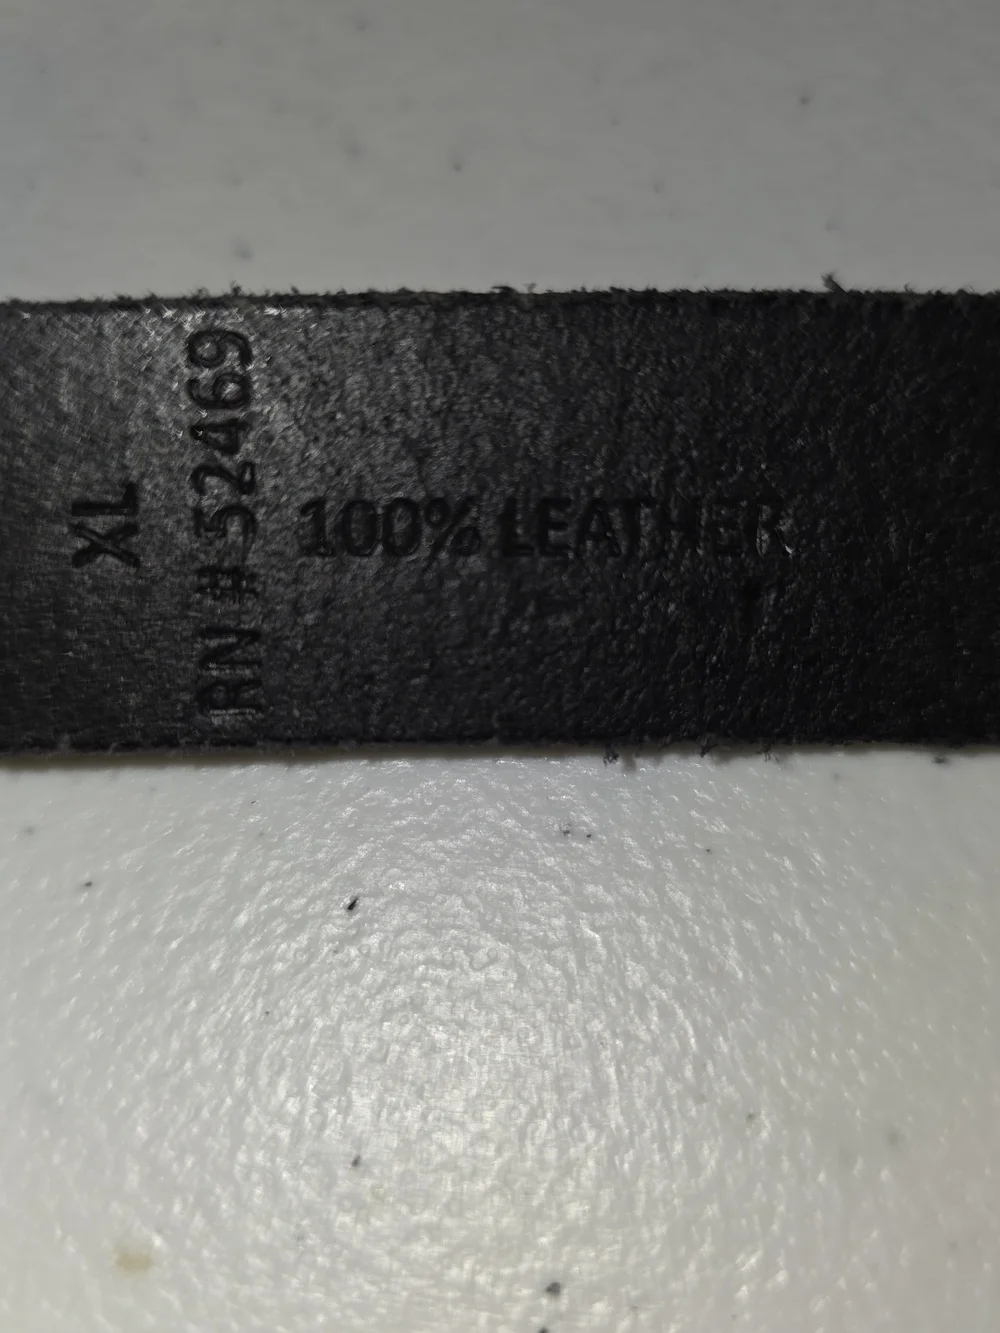 XL
RN # 52469
100% LEATHER